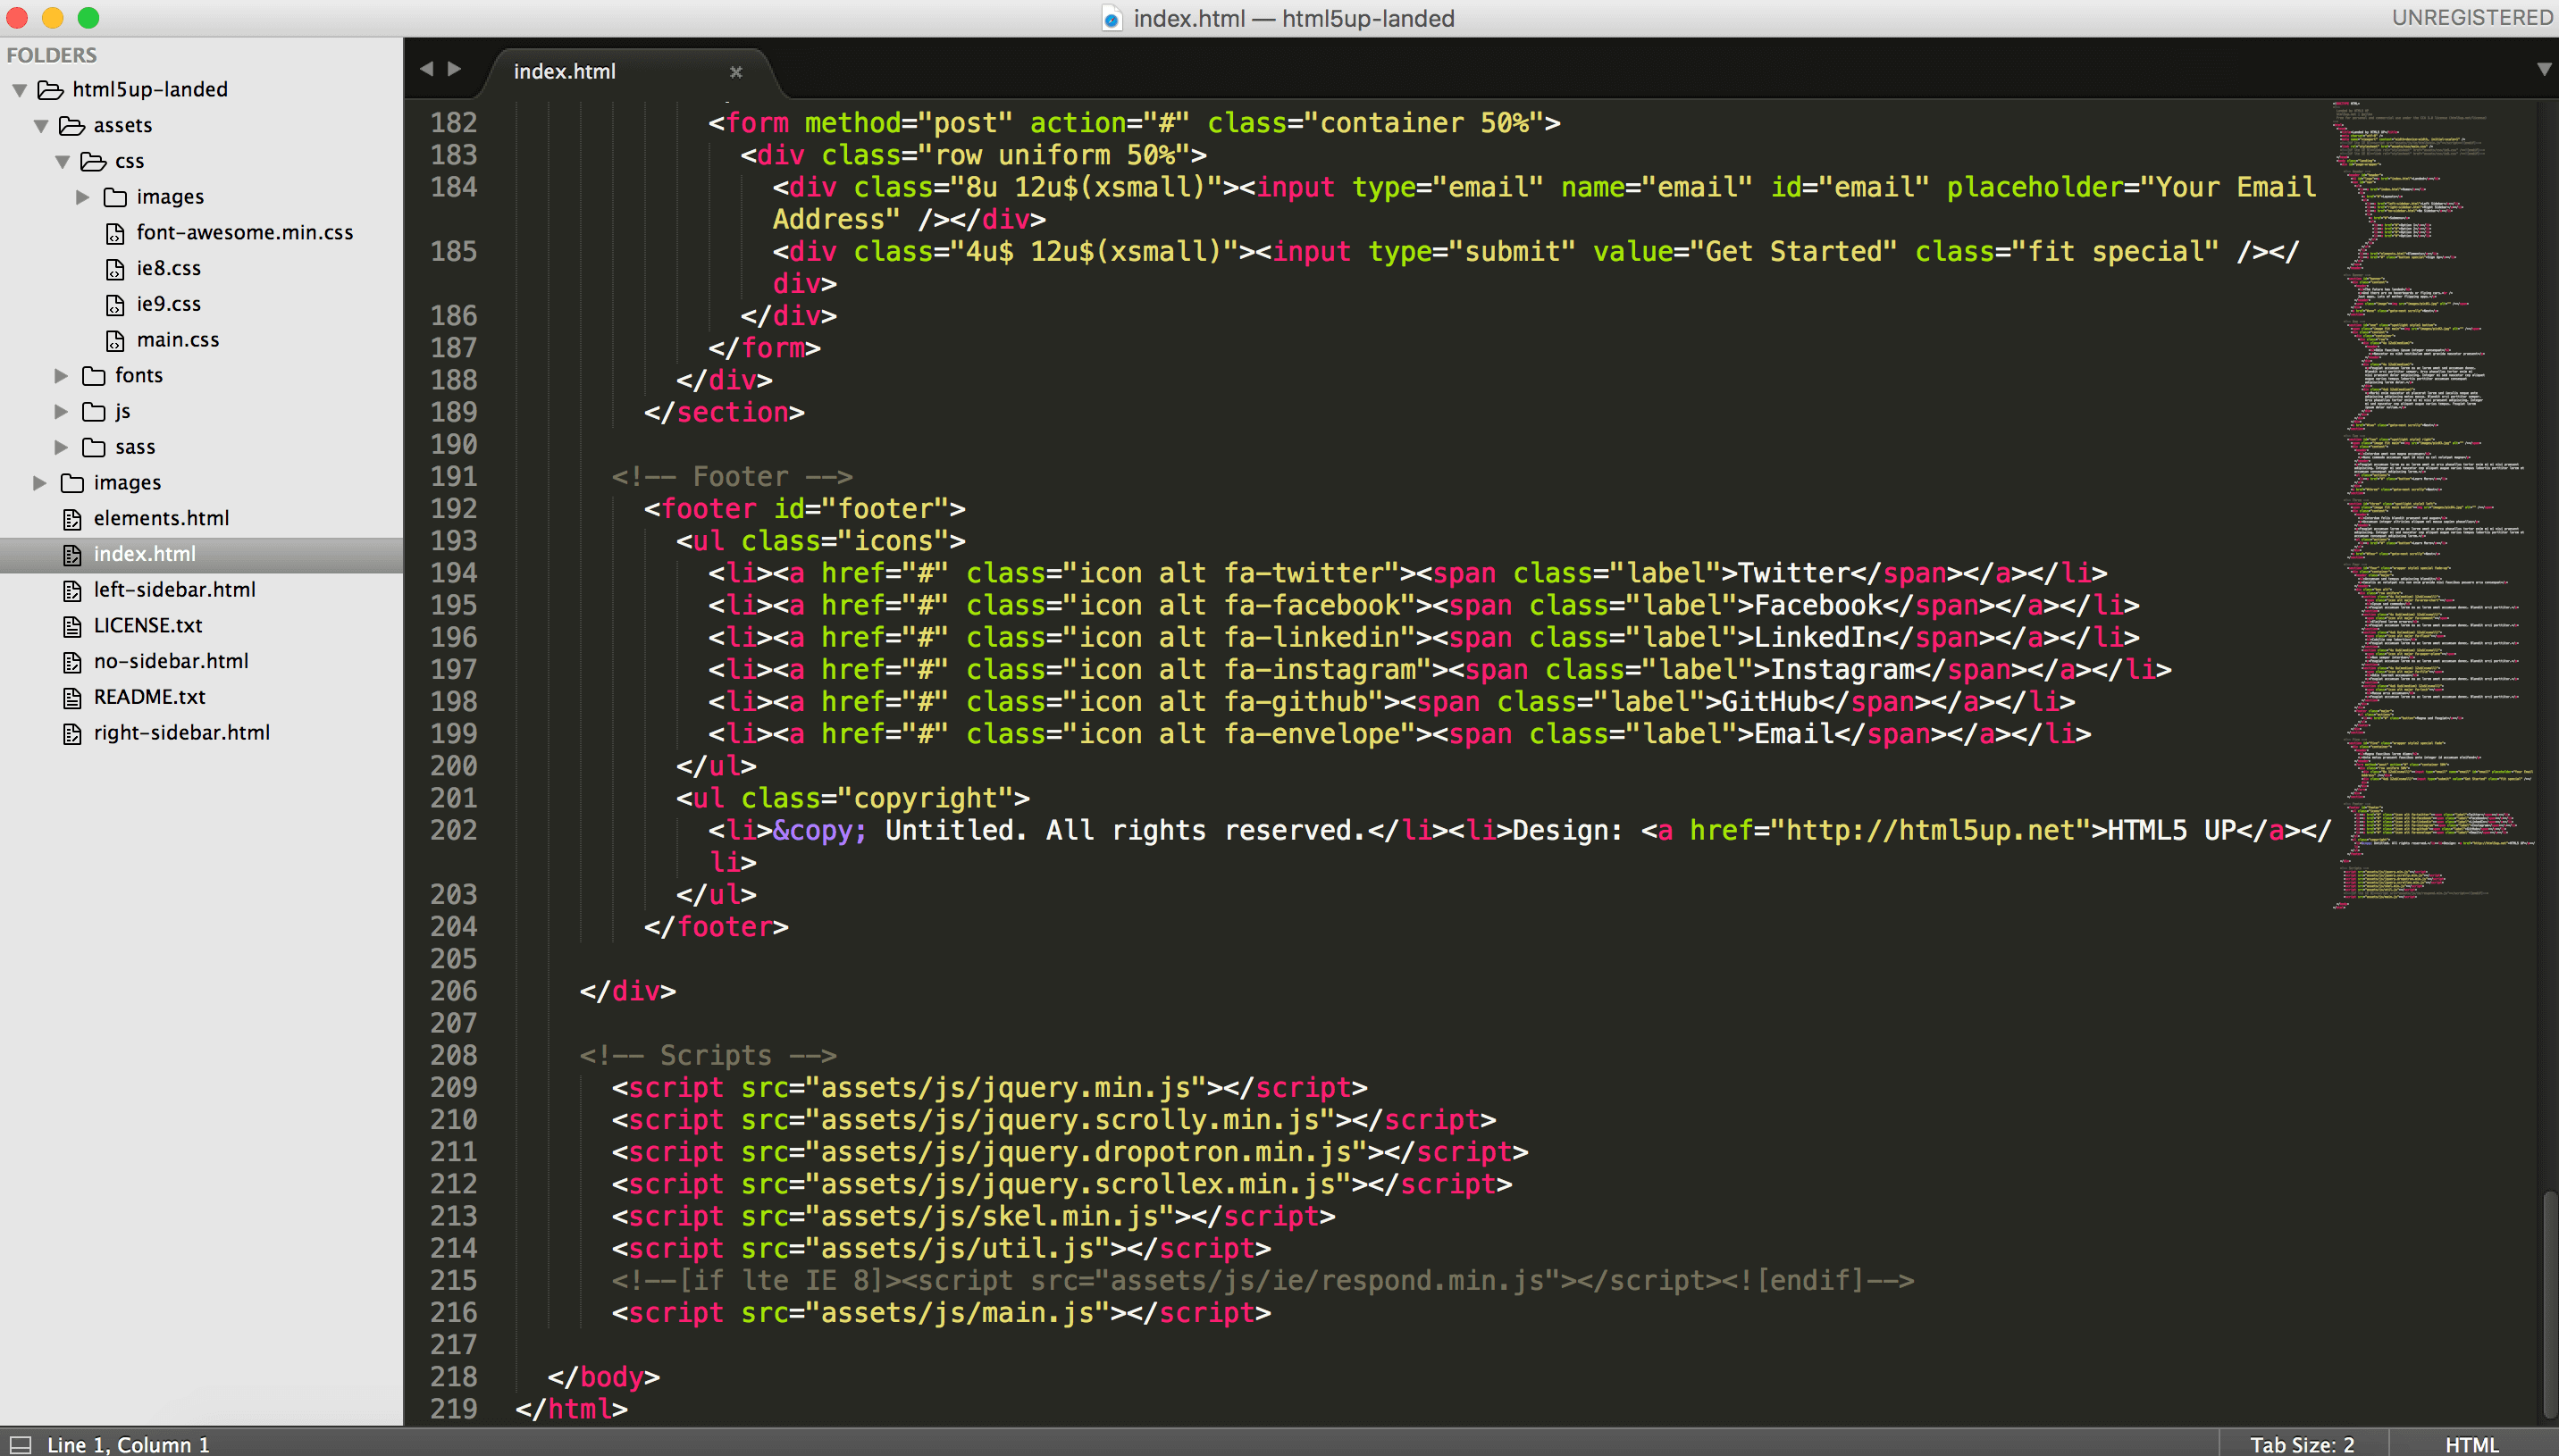 index.html — html5up-landed
UNREGISTERED
FOLDERS
html5up-landed
assets
css
images
font-awesome.min.css
ie8.css
ie9.css
main.css
fonts
js
sass
images
elements.html
index.html
left-sidebar.html
LICENSE.txt
no-sidebar.html
README.txt
right-sidebar.html
index.html
182 <form method="post" action="#" class="container 50%">
183 <div class="row uniform 50%">
184 <div class="8u 12u$(xsmall)"><input type="email" name="email" id="email" placeholder="Your Email
Address" /></div>
185 <div class="4u$ 12u$(xsmall)"><input type="submit" value="Get Started" class="fit special" /></
div>
186 </div>
187 </form>
188 </div>
189 </section>
190
191 <!-- Footer -->
192 <footer id="footer">
193 <ul class="icons">
194 <li><a href="#" class="icon alt fa-twitter"><span class="label">Twitter</span></a></li>
195 <li><a href="#" class="icon alt fa-facebook"><span class="label">Facebook</span></a></li>
196 <li><a href="#" class="icon alt fa-linkedin"><span class="label">LinkedIn</span></a></li>
197 <li><a href="#" class="icon alt fa-instagram"><span class="label">Instagram</span></a></li>
198 <li><a href="#" class="icon alt fa-github"><span class="label">GitHub</span></a></li>
199 <li><a href="#" class="icon alt fa-envelope"><span class="label">Email</span></a></li>
200 </ul>
201 <ul class="copyright">
202 <li>&copy; Untitled. All rights reserved.</li><li>Design: <a href="http://html5up.net">HTML5 UP</a></
li>
203 </ul>
204 </footer>
205
206 </div>
207
208 <!-- Scripts -->
209 <script src="assets/js/jquery.min.js"></script>
210 <script src="assets/js/jquery.scrolly.min.js"></script>
211 <script src="assets/js/jquery.dropotron.min.js"></script>
212 <script src="assets/js/jquery.scrollex.min.js"></script>
213 <script src="assets/js/skel.min.js"></script>
214 <script src="assets/js/util.js"></script>
215 <!--[if lte IE 8]><script src="assets/js/ie/respond.min.js"></script><![endif]-->
216 <script src="assets/js/main.js"></script>
217
218 </body>
219 </html>
Line 1, Column 1
Tab Size: 2
HTML